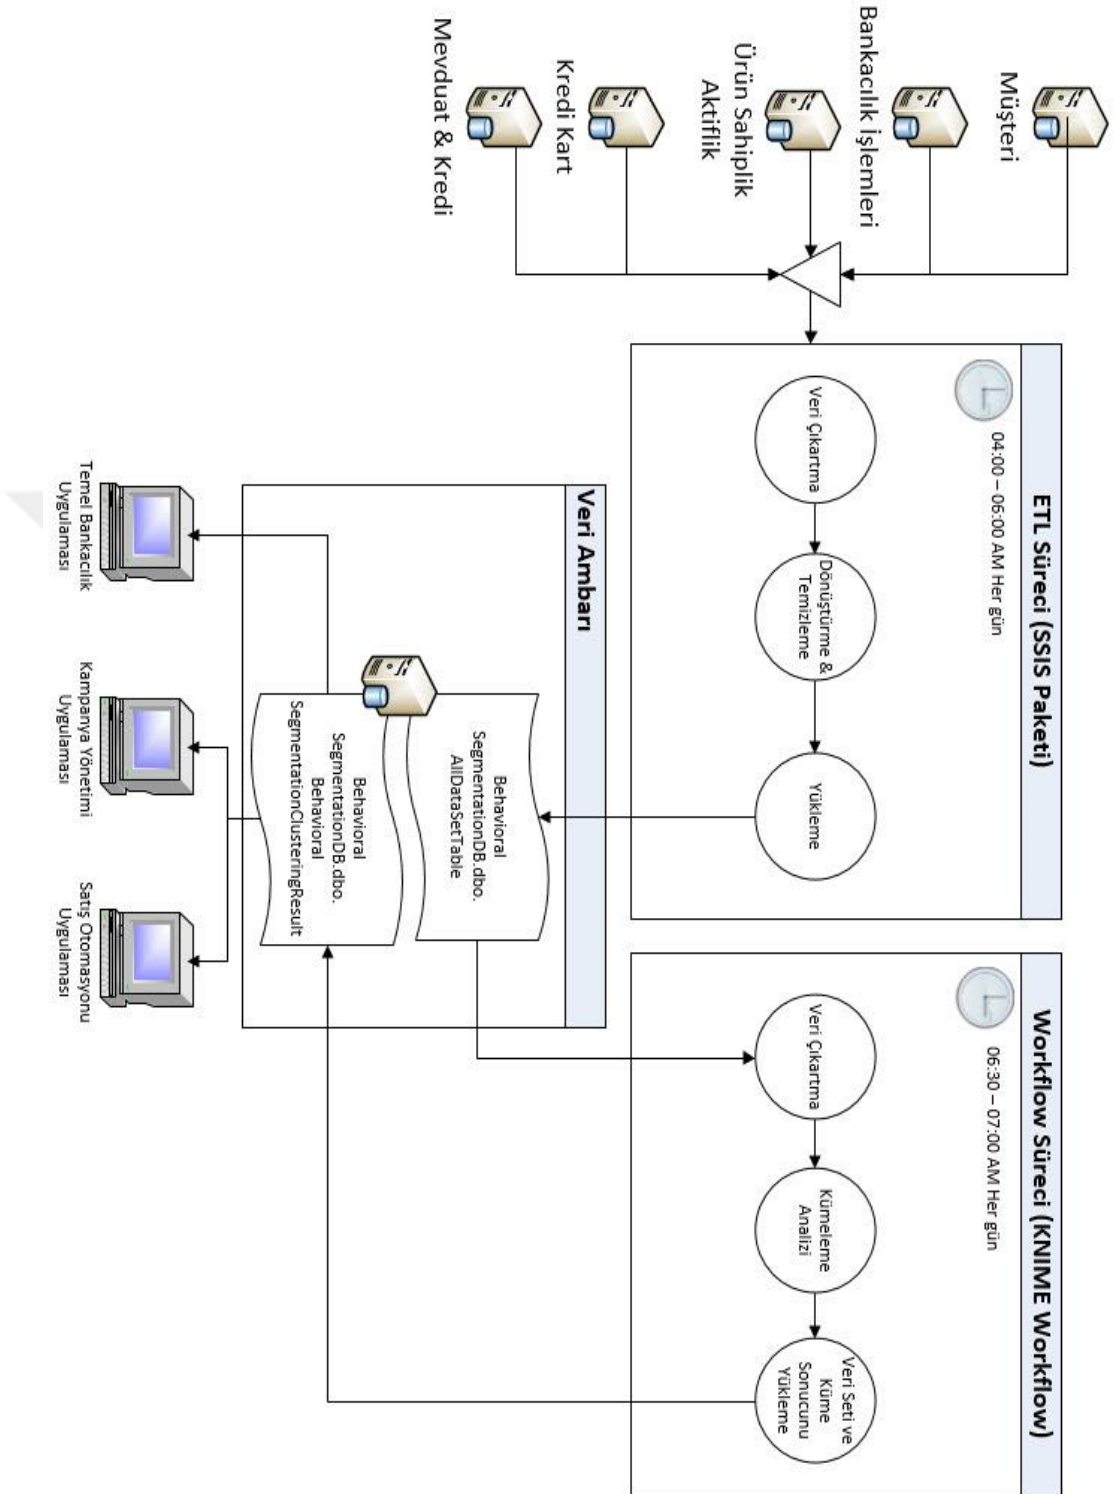 Müşteri
Bankacılık İşlemleri
Ürün Sahiplik
Aktiflik
Kredi Kart
Mevduat & Kredi
ETL Süreci (SSIS Paketi)
04:00 – 06:00 AM Her gün
Veri Çıkartma
Dönüştürme &
Temizleme
Yükleme
Workflow Süreci (KNIME Workflow)
06:30 – 07:00 AM Her gün
Veri Çıkartma
Kümeleme
Analizi
Veri Seti ve
Küme
Sonucunu
Yükleme
Veri Ambarı
Behavioral
SegmentationDB.dbo.
AllDataSetTable
Behavioral
SegmentationDB.dbo.
Behavioral
SegmentationClusteringResult
Temel Bankacılık
Uygulaması
Kampanya Yönetimi
Uygulaması
Satış Otomasyonu
Uygulaması